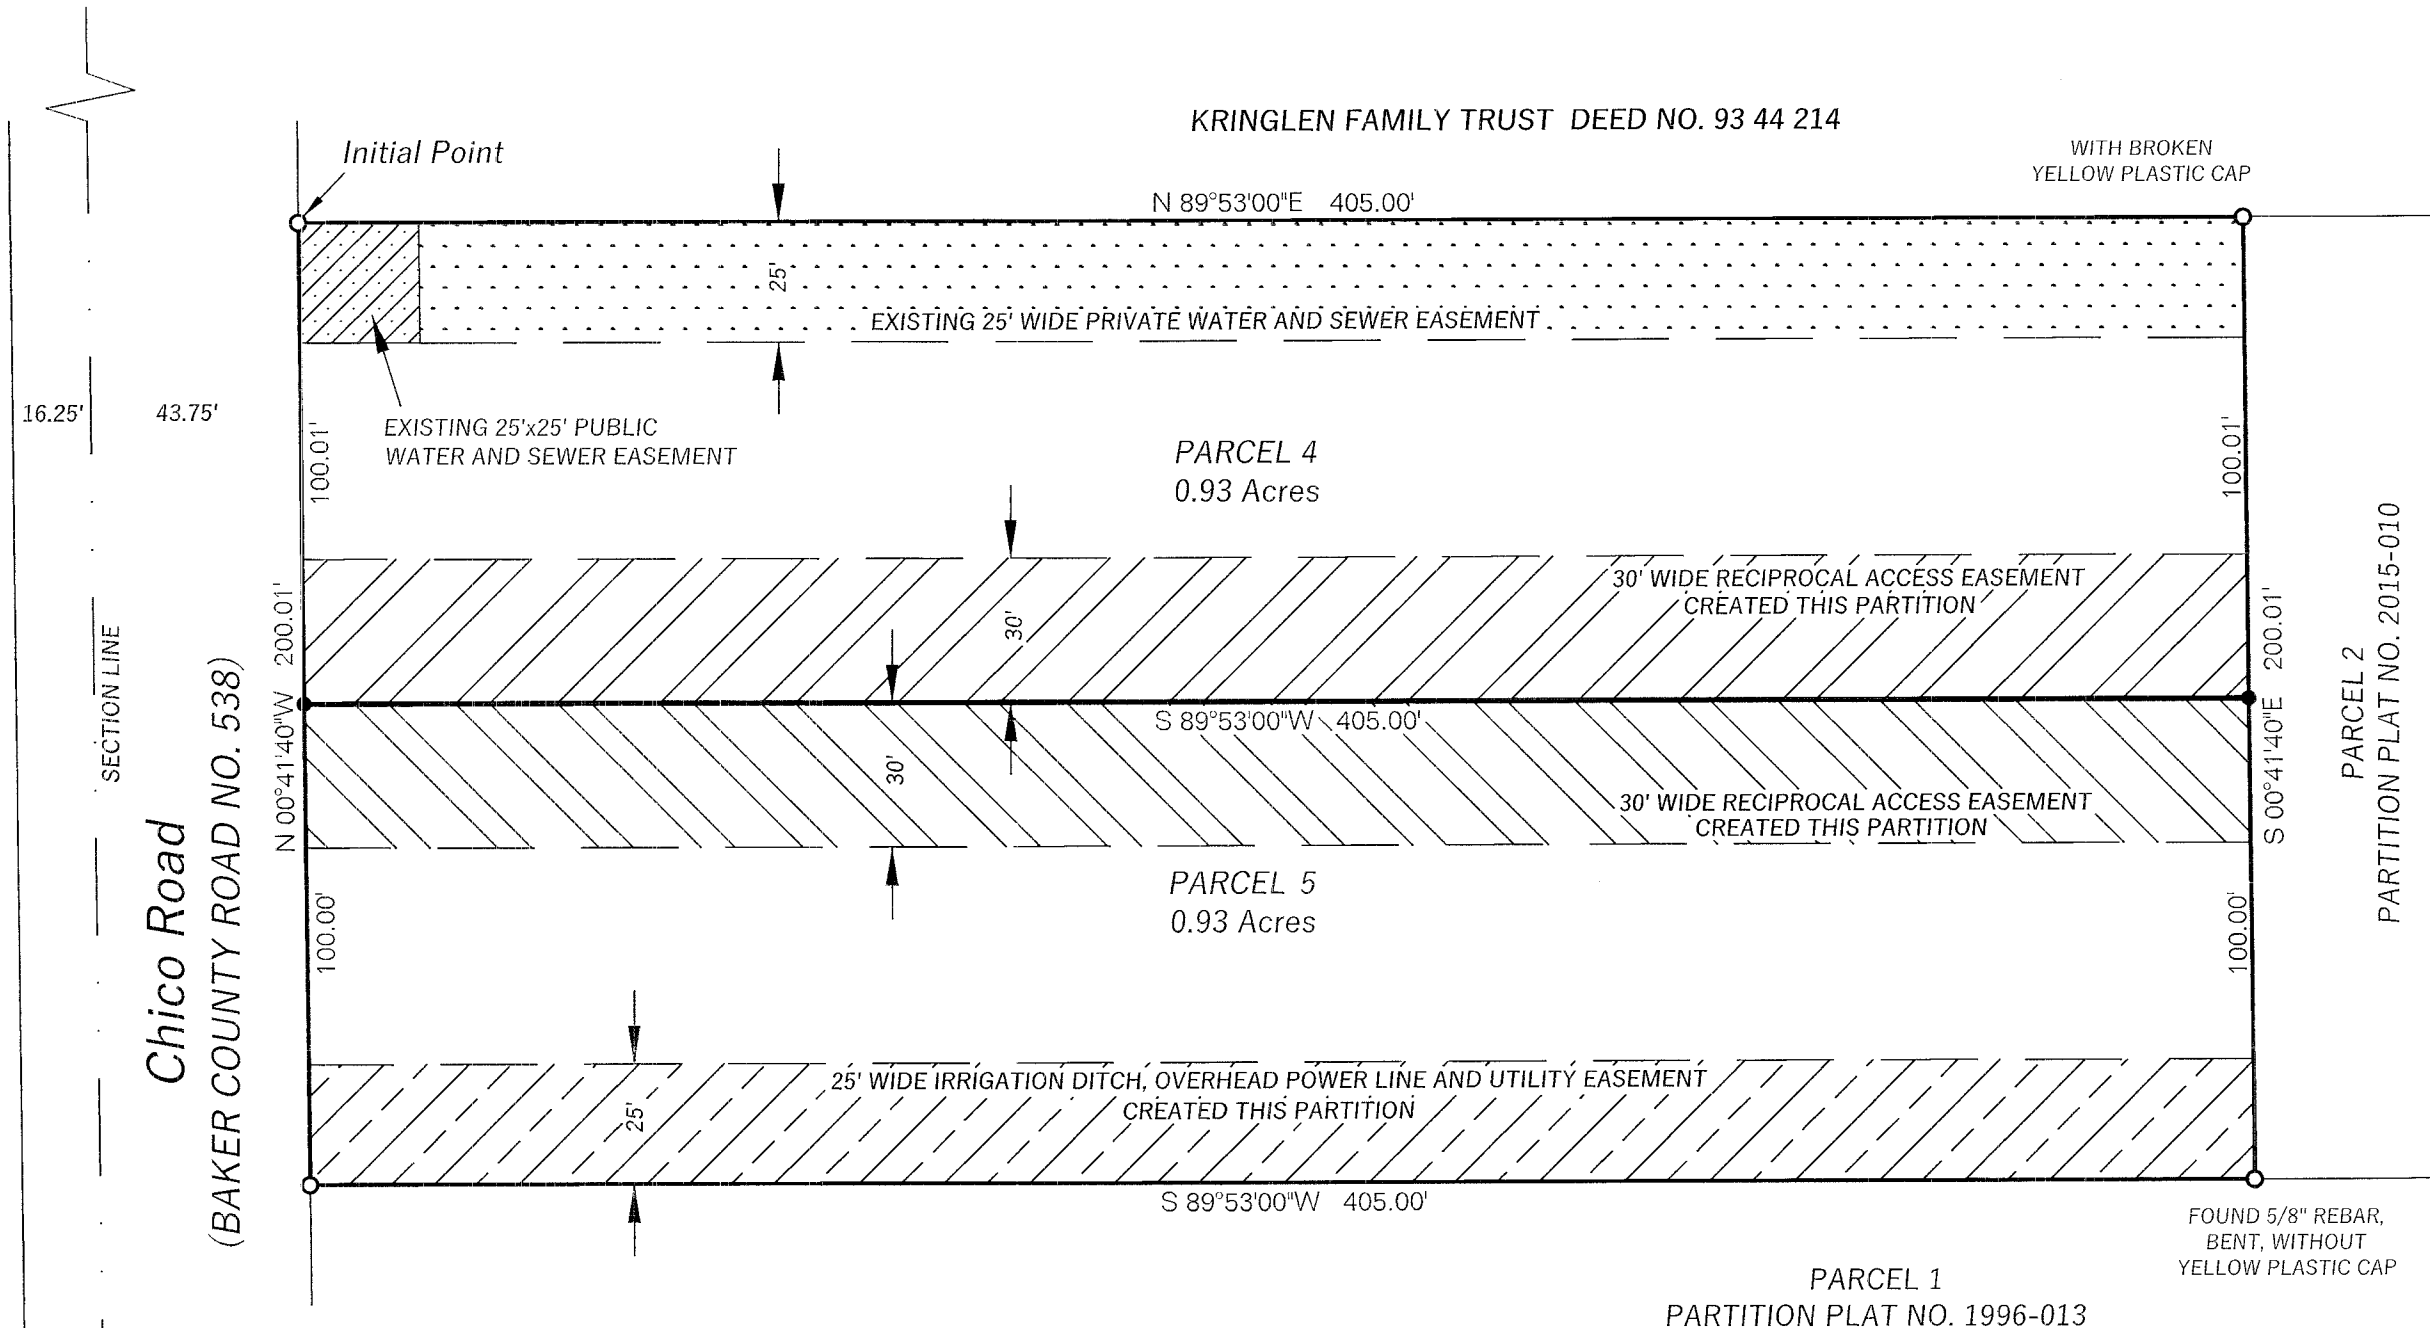 KRINGLEN FAMILY TRUST DEED NO. 93 44 214
WITH BROKEN
YELLOW PLASTIC CAP
Initial Point
N 89°53'00"E 405.00'
25'
EXISTING 25' WIDE PRIVATE WATER AND SEWER EASEMENT
16.25'
43.75'
EXISTING 25'x25' PUBLIC
WATER AND SEWER EASEMENT
100.01'
PARCEL 4
0.93 Acres
100.01'
30' WIDE RECIPROCAL ACCESS EASEMENT
CREATED THIS PARTITION
30'
SECTION LINE
Chico Road
(BAKER COUNTY ROAD NO. 538)
N 00°41'40"W 200.01'
S 89°53'00"W 405.00'
30'
30' WIDE RECIPROCAL ACCESS EASEMENT
CREATED THIS PARTITION
S 00°41'40"E 200.01'
PARCEL 2
PARTITION PLAT NO. 2015-010
PARCEL 5
0.93 Acres
100.00'
100.00'
25' WIDE IRRIGATION DITCH, OVERHEAD POWER LINE AND UTILITY EASEMENT
CREATED THIS PARTITION
25'
S 89°53'00"W 405.00'
FOUND 5/8" REBAR,
BENT, WITHOUT
YELLOW PLASTIC CAP
PARCEL 1
PARTITION PLAT NO. 1996-013